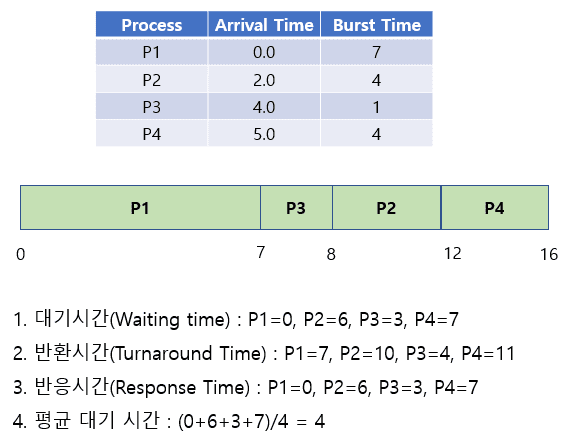 Process Arrival Time Burst Time
P1 0.0 7
P2 2.0 4
P3 4.0 1
P4 5.0 4
P1 P3 P2 P4
0 7 8 12 16
1. 대기시간(Waiting time) : P1=0, P2=6, P3=3, P4=7
2. 반환시간(Turnaround Time) : P1=7, P2=10, P3=4, P4=11
3. 반응시간(Response Time) : P1=0, P2=6, P3=3, P4=7
4. 평균 대기 시간 : (0+6+3+7)/4 = 4